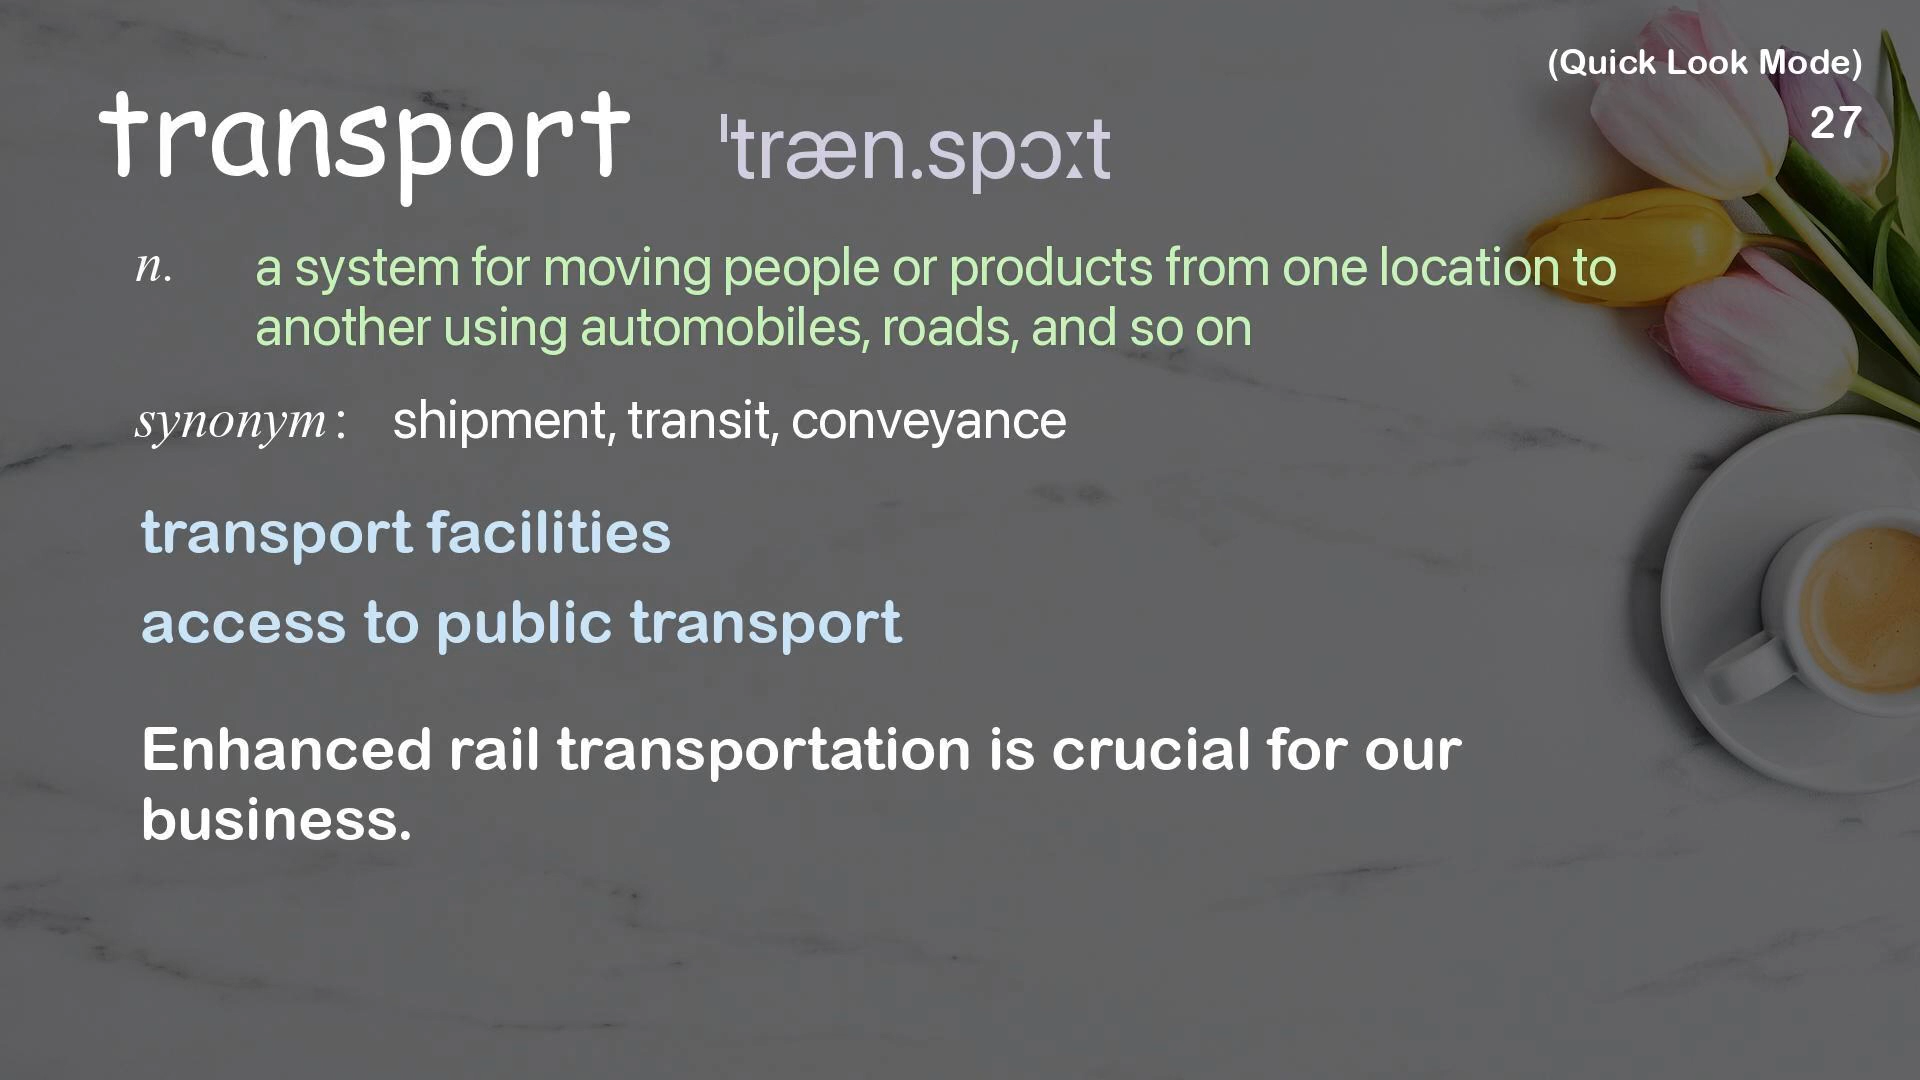 (Quick Look Mode)
27
transport ˈtræn.spɔːt
n. a system for moving people or products from one location to
another using automobiles, roads, and so on
synonym: shipment, transit, conveyance
transport facilities
access to public transport
Enhanced rail transportation is crucial for our
business.